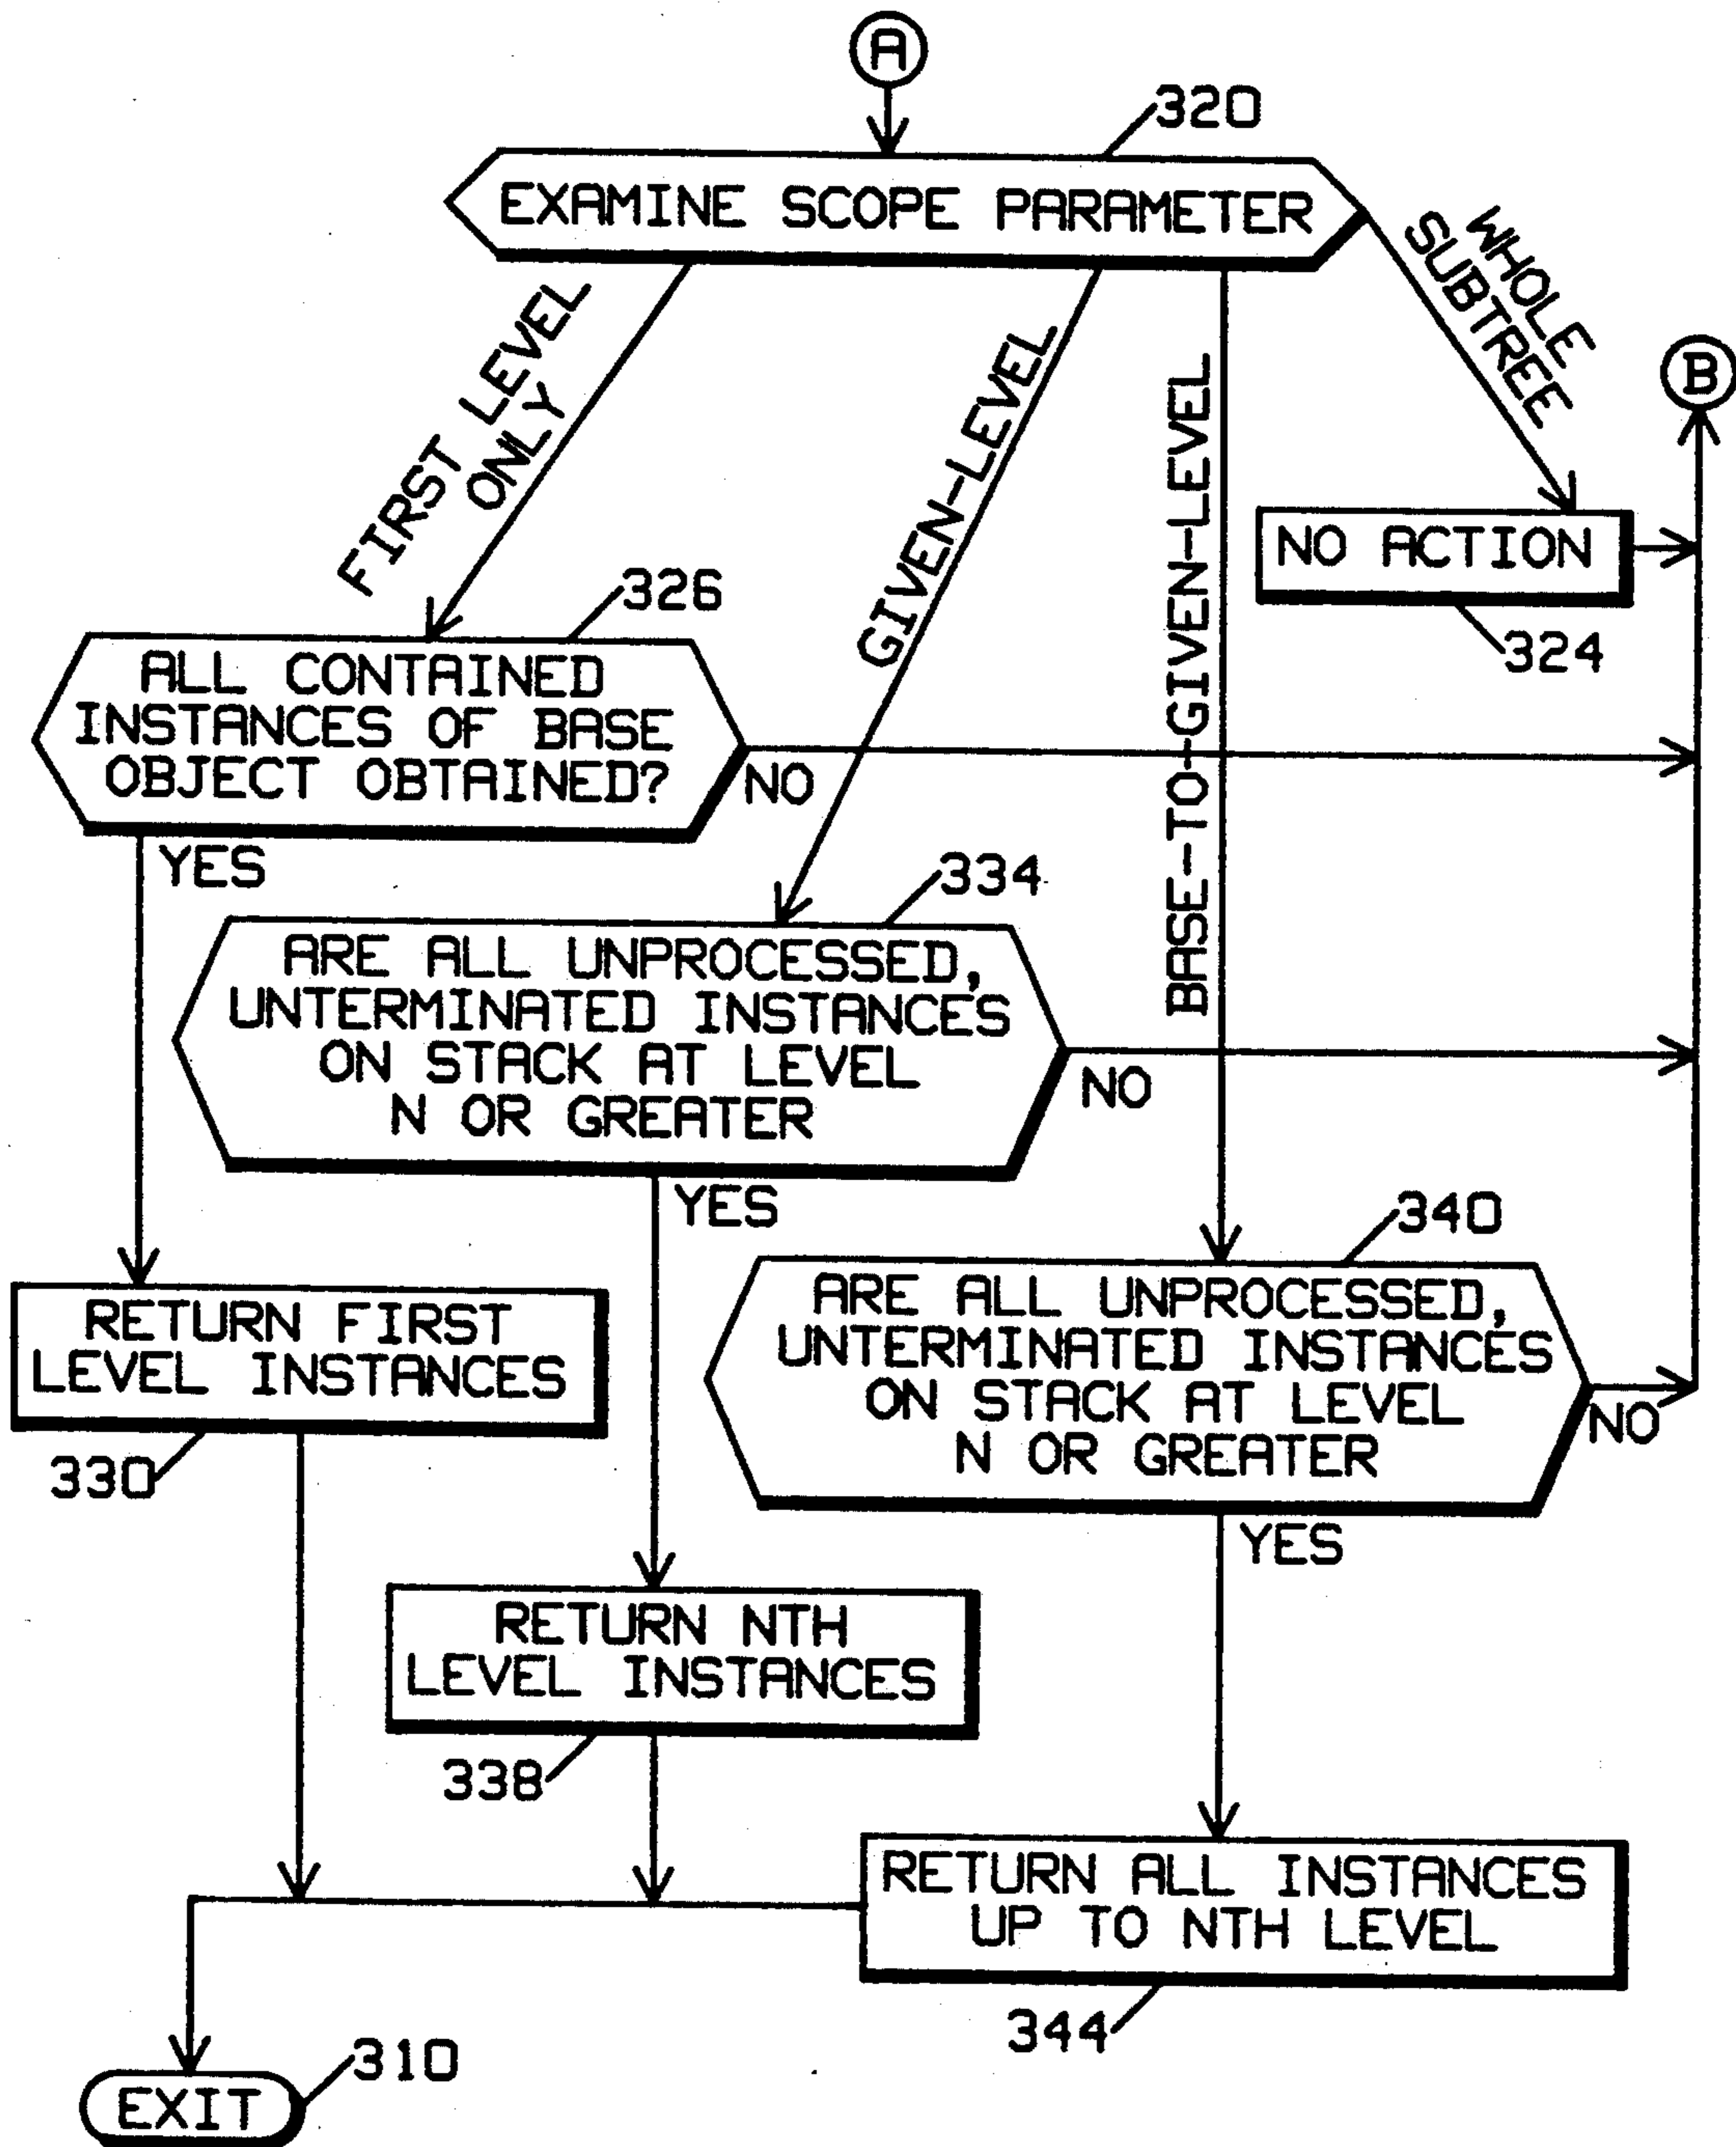 A
320
EXAMINE SCOPE PARAMETER
WHOLE
SUBTREE
FIRST LEVEL
ONLY
GIVEN-LEVEL
BASE-TO-GIVEN-LEVEL
B
NO ACTION
324
326
ALL CONTAINED
INSTANCES OF BASE
OBJECT OBTAINED?
NO
YES
334
ARE ALL UNPROCESSED,
UNTERMINATED INSTANCES
ON STACK AT LEVEL
N OR GREATER
NO
YES
340
ARE ALL UNPROCESSED,
UNTERMINATED INSTANCES
ON STACK AT LEVEL
N OR GREATER
NO
YES
RETURN FIRST
LEVEL INSTANCES
330
RETURN NTH
LEVEL INSTANCES
338
RETURN ALL INSTANCES
UP TO NTH LEVEL
344
310
EXIT